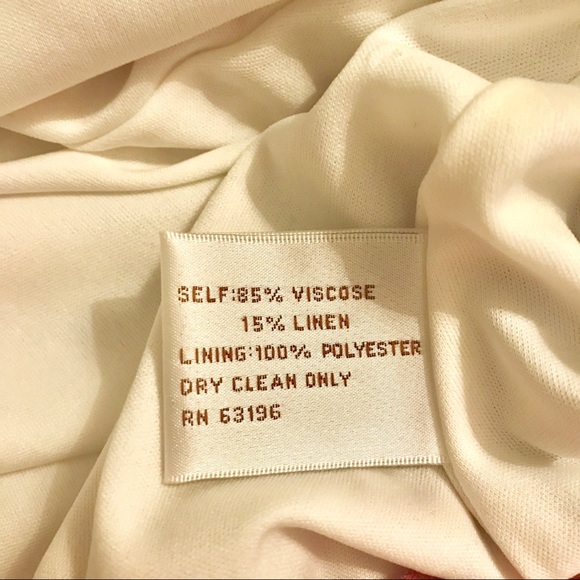 SELF:85% VISCOSE
15% LINEN
LINING:100% POLYESTER
DRY CLEAN ONLY
RN 63196